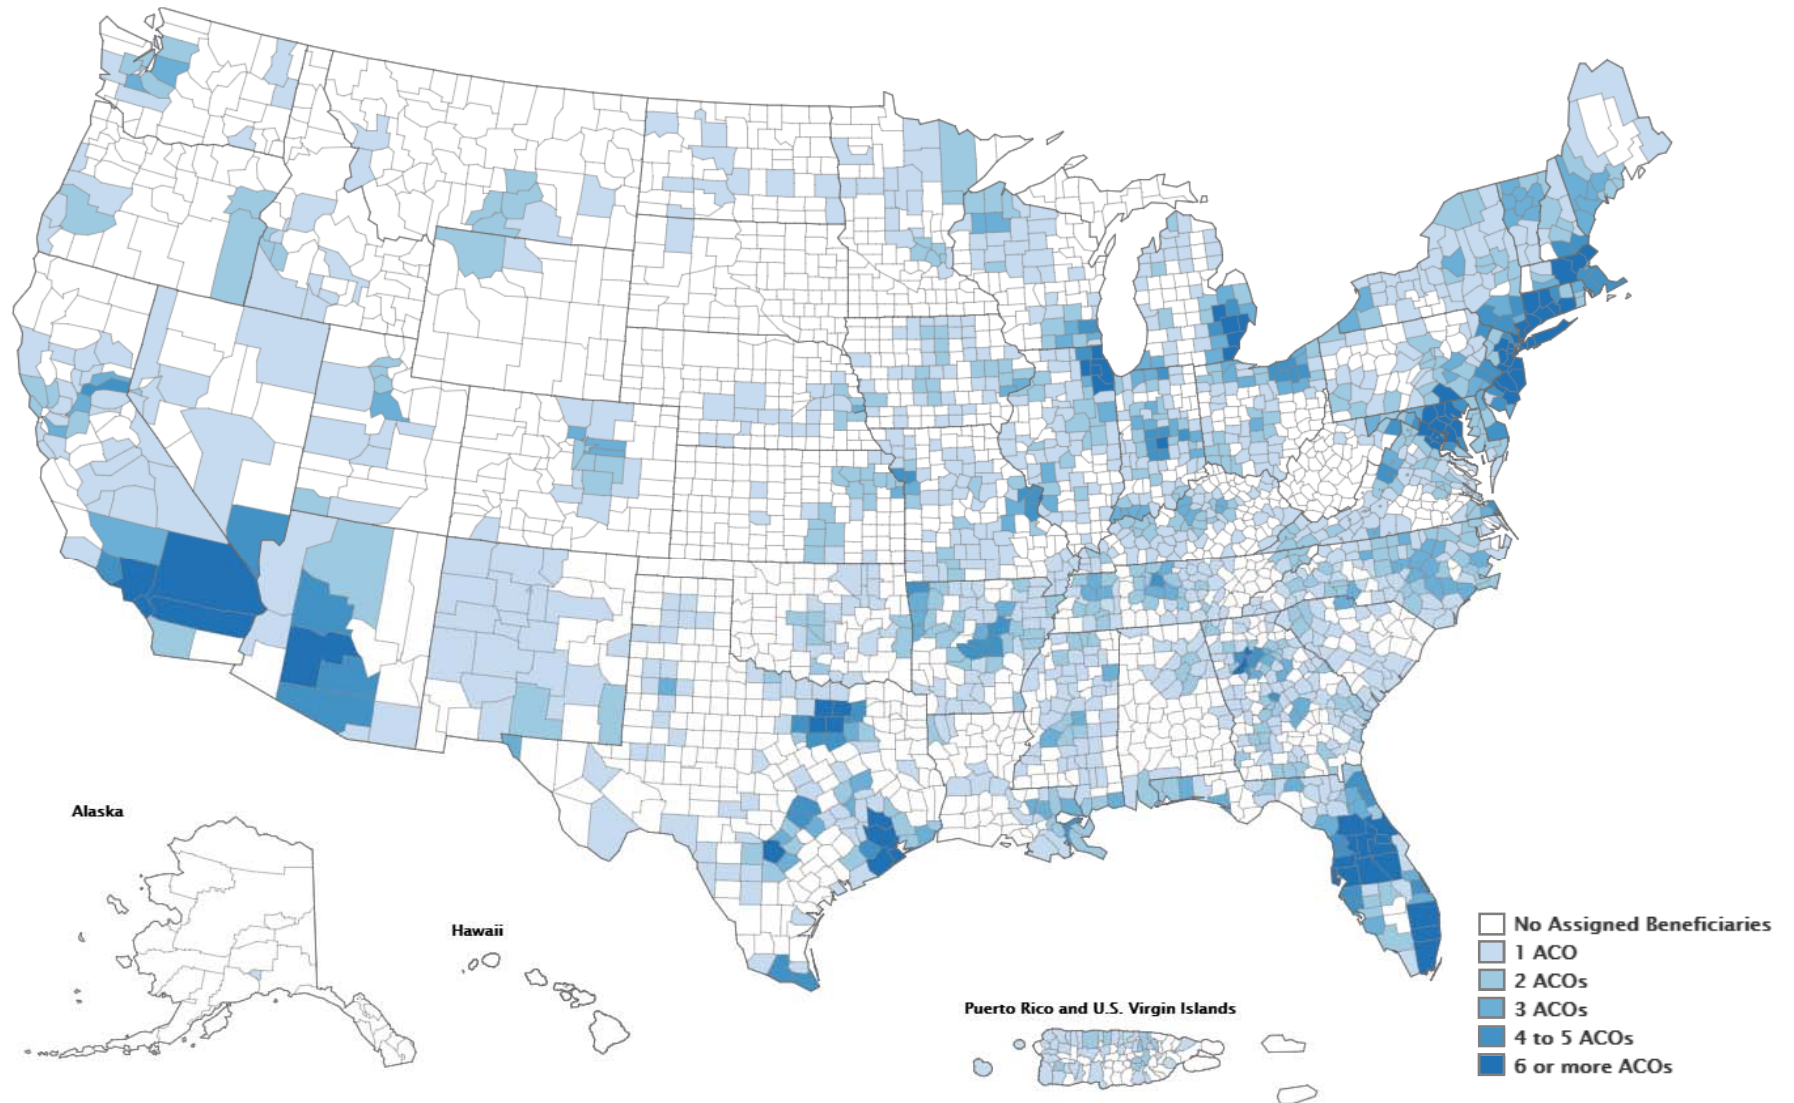 Alaska
Hawaii
Puerto Rico and U.S. Virgin Islands
No Assigned Beneficiaries
1 ACO
2 ACOs
3 ACOs
4 to 5 ACOs
6 or more ACOs